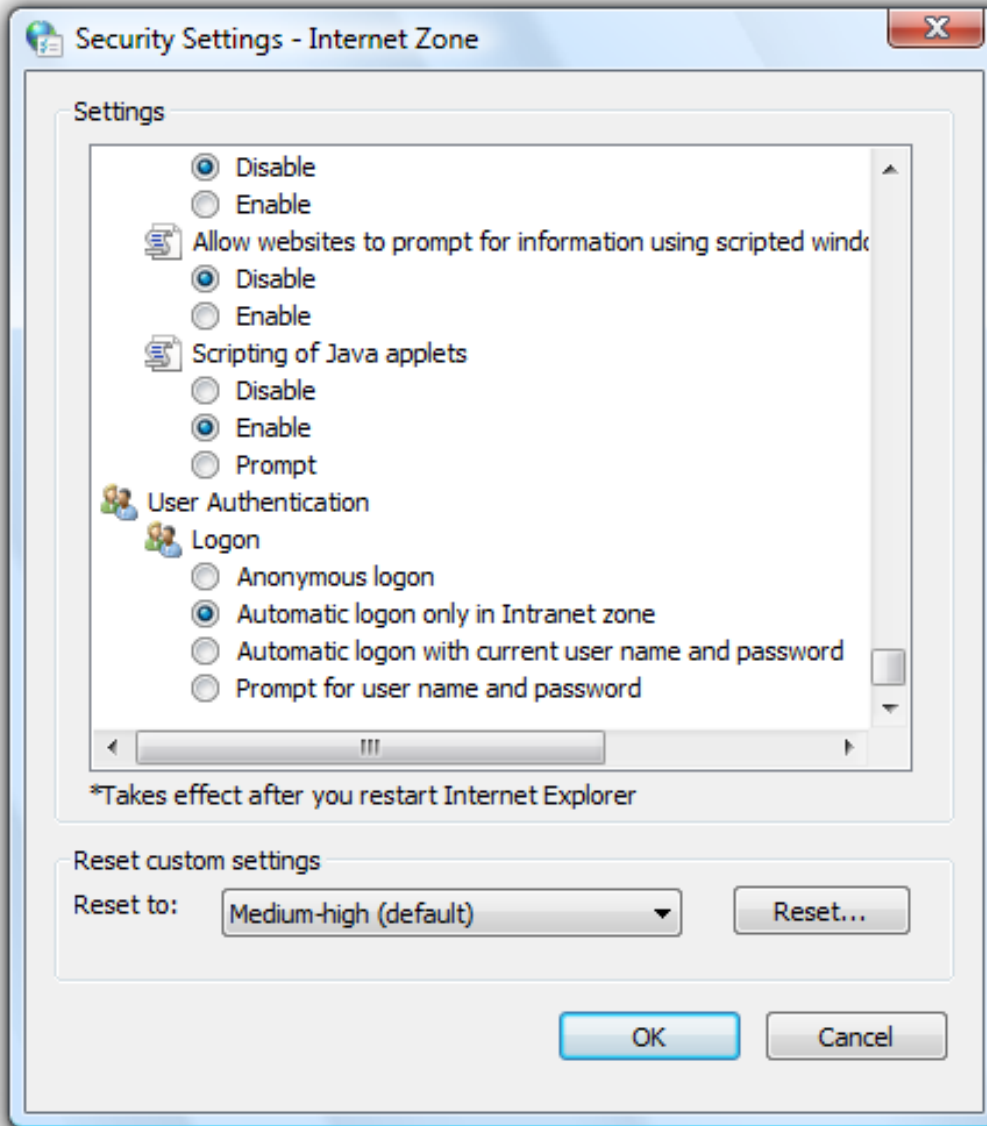 Security Settings - Internet Zone
Settings
Disable
Enable
Allow websites to prompt for information using scripted
Disable
Enable
Scripting of Java applets
Disable
Enable
Prompt
User Authentication
Logon
Anonymous logon
Automatic logon only in Intranet zone
Automatic logon with current user name and password
Prompt for user name and password
*Takes effect after you restart Internet Explorer
Reset custom settings
Reset to: Medium-high (default) Reset...
OK Cancel